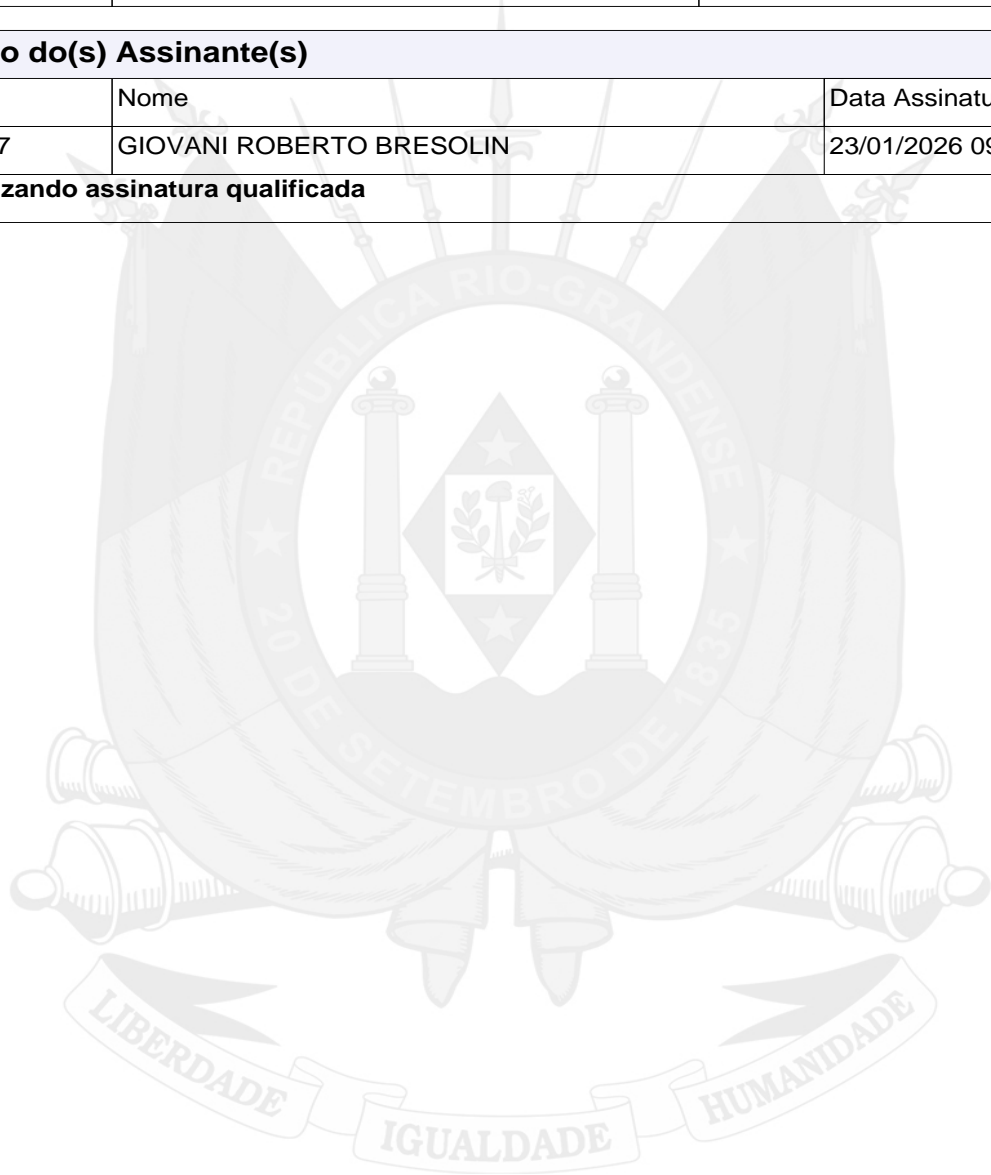 o do(s) Assinante(s)
Nome Data Assinatu
7 GIOVANI ROBERTO BRESOLIN 23/01/2026 09
zando assinatura qualificada
REPÚBLICA RIO-GRANDENSE
20 DE SETEMBRO DE 1835
LIBERDADE IGUALDADE HUMANIDADE